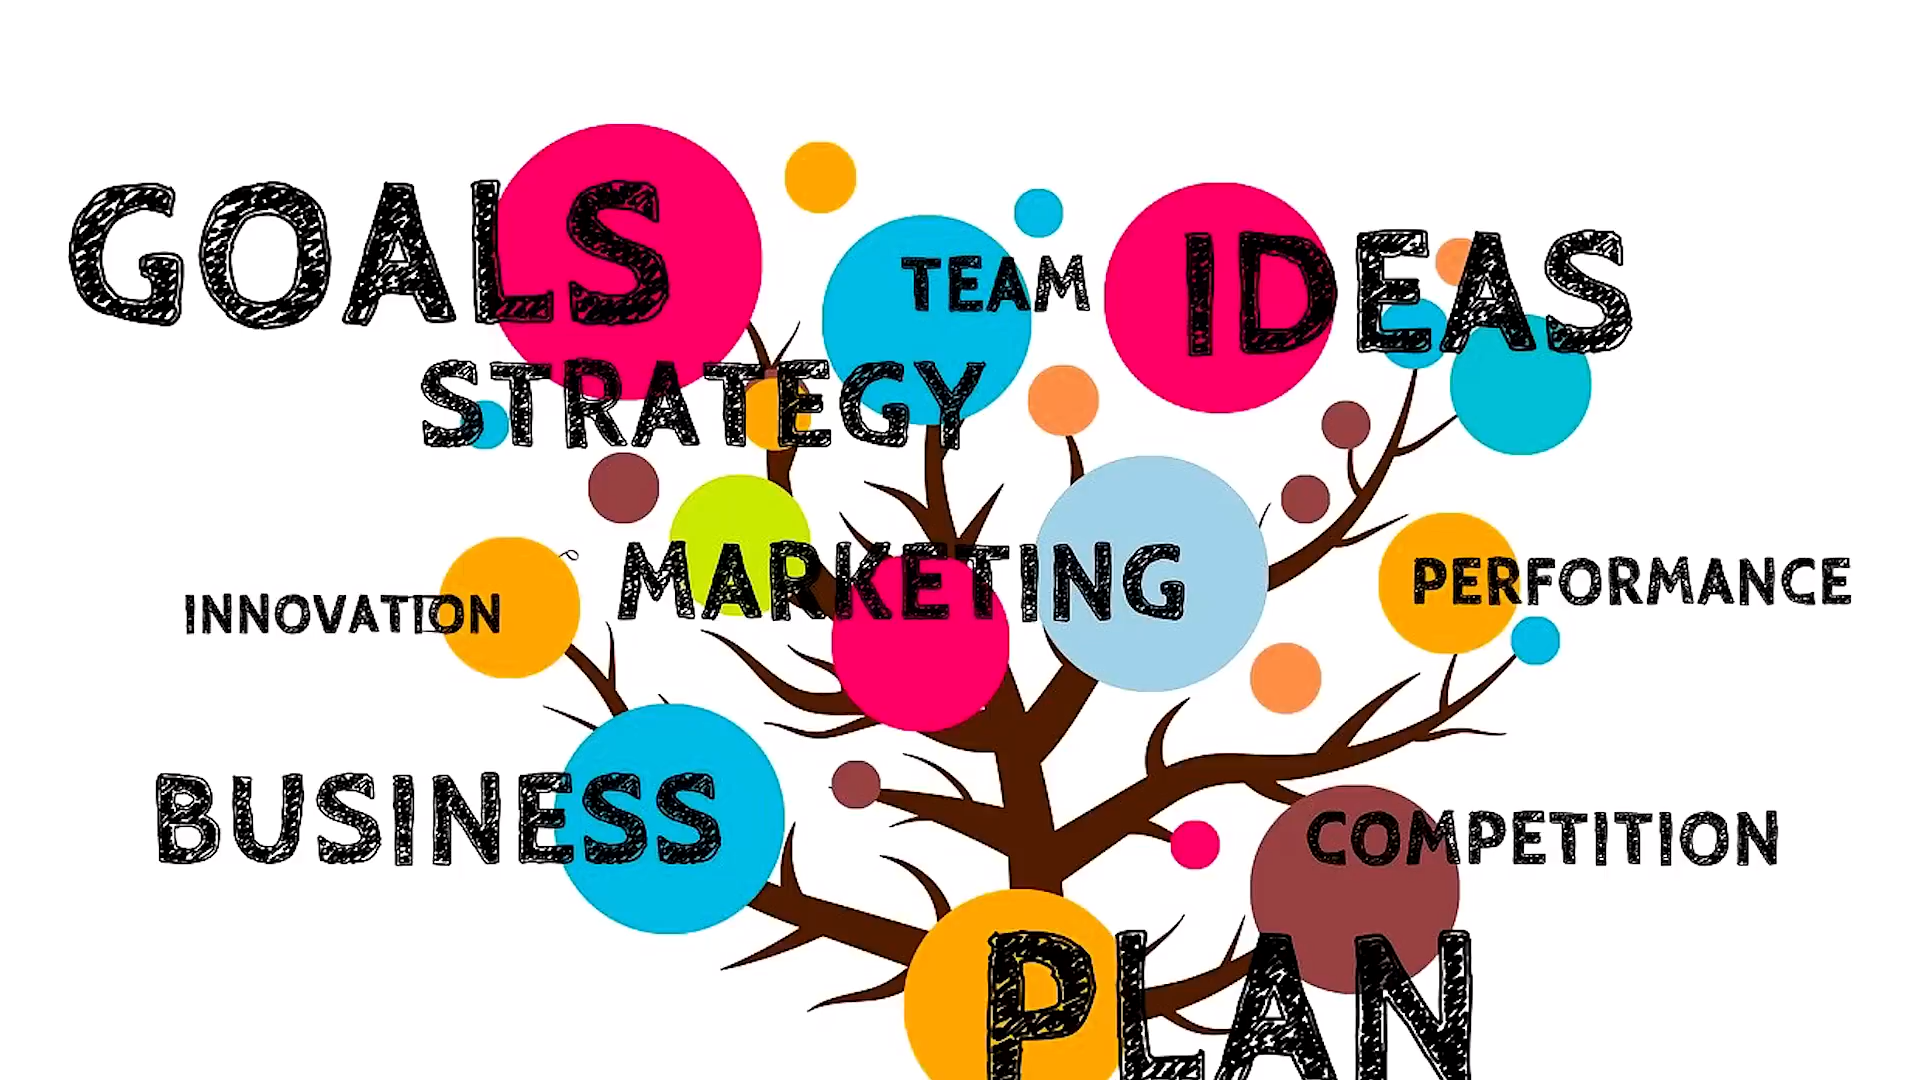 GOALS
TEAM
IDEAS
STRATEGY
MARKETING
PERFORMANCE
INNOVATION
BUSINESS
COMPETITION
PLAN